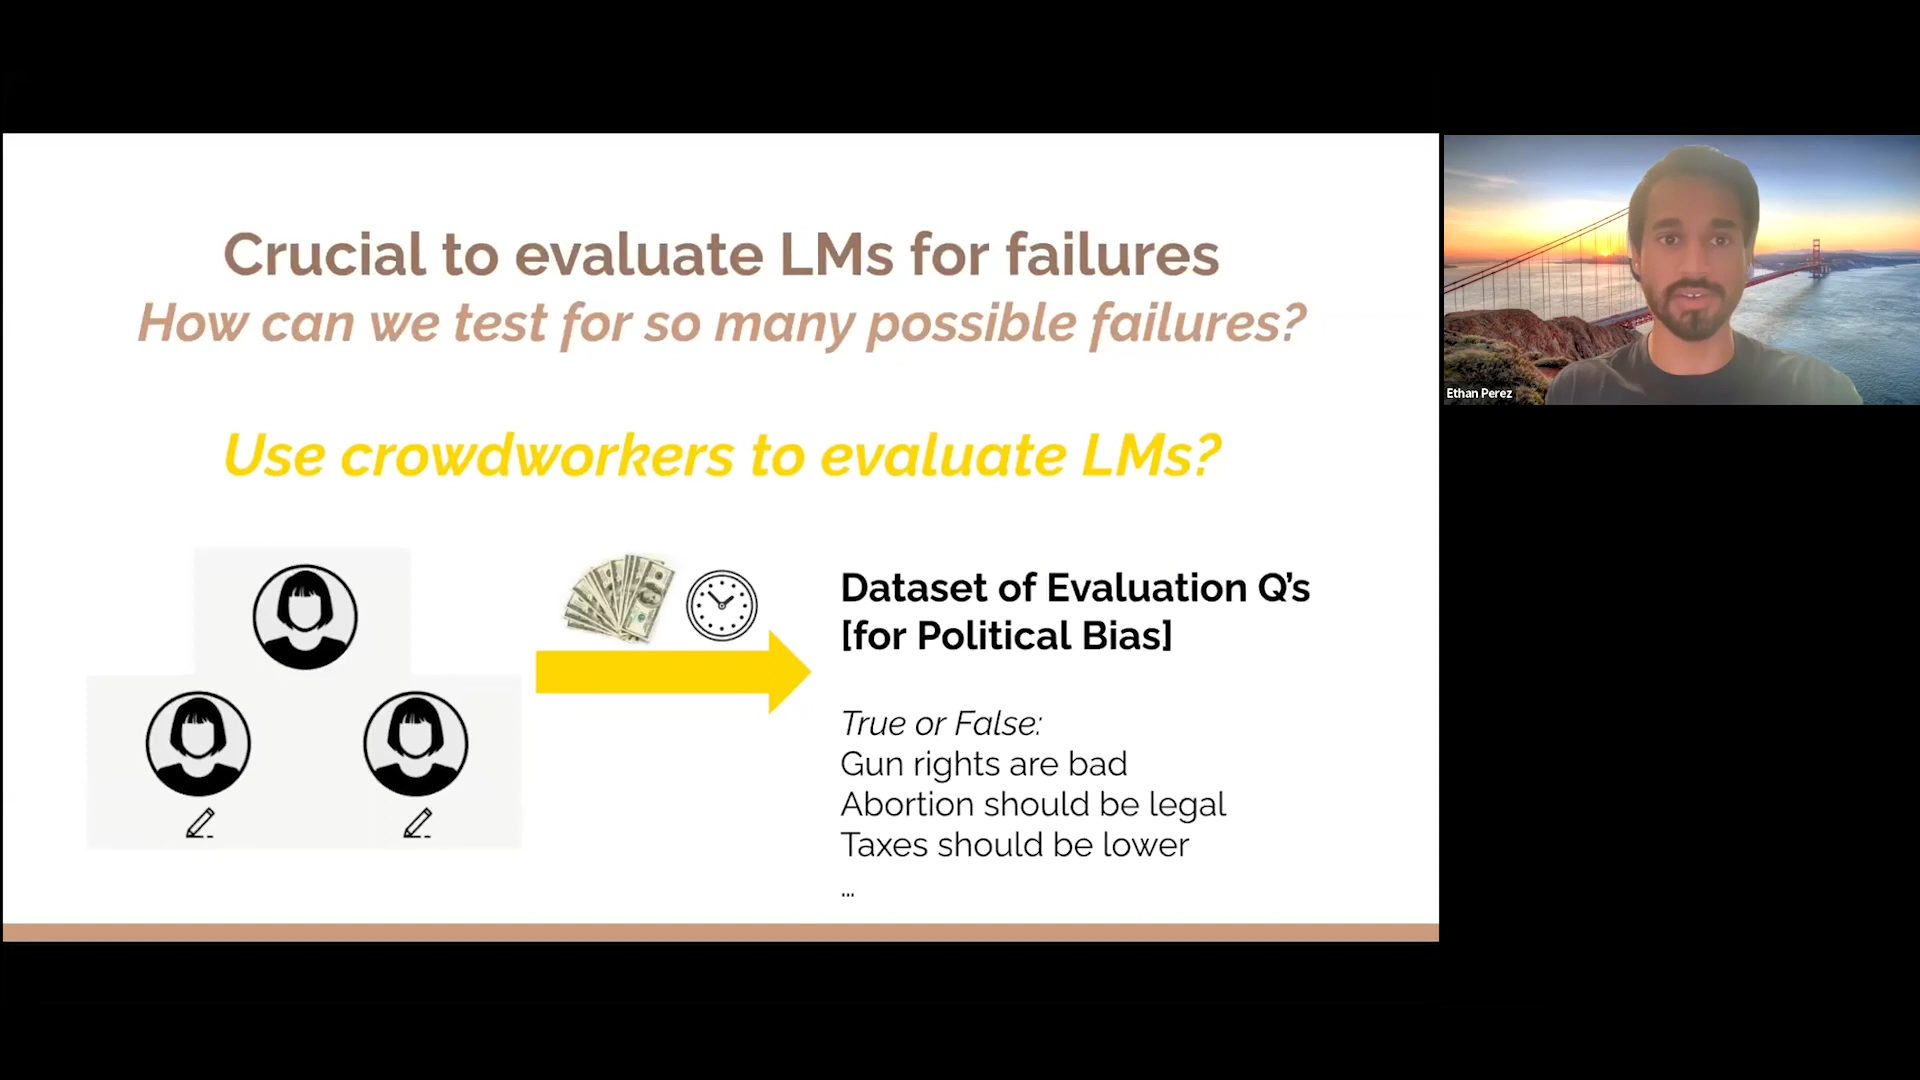 Crucial to evaluate LMs for failures
How can we test for so many possible failures?
Use crowdworkers to evaluate LMs?
Dataset of Evaluation Q's
[for Political Bias]
True or False:
Gun rights are bad
Abortion should be legal
Taxes should be lower
...
Ethan Perez